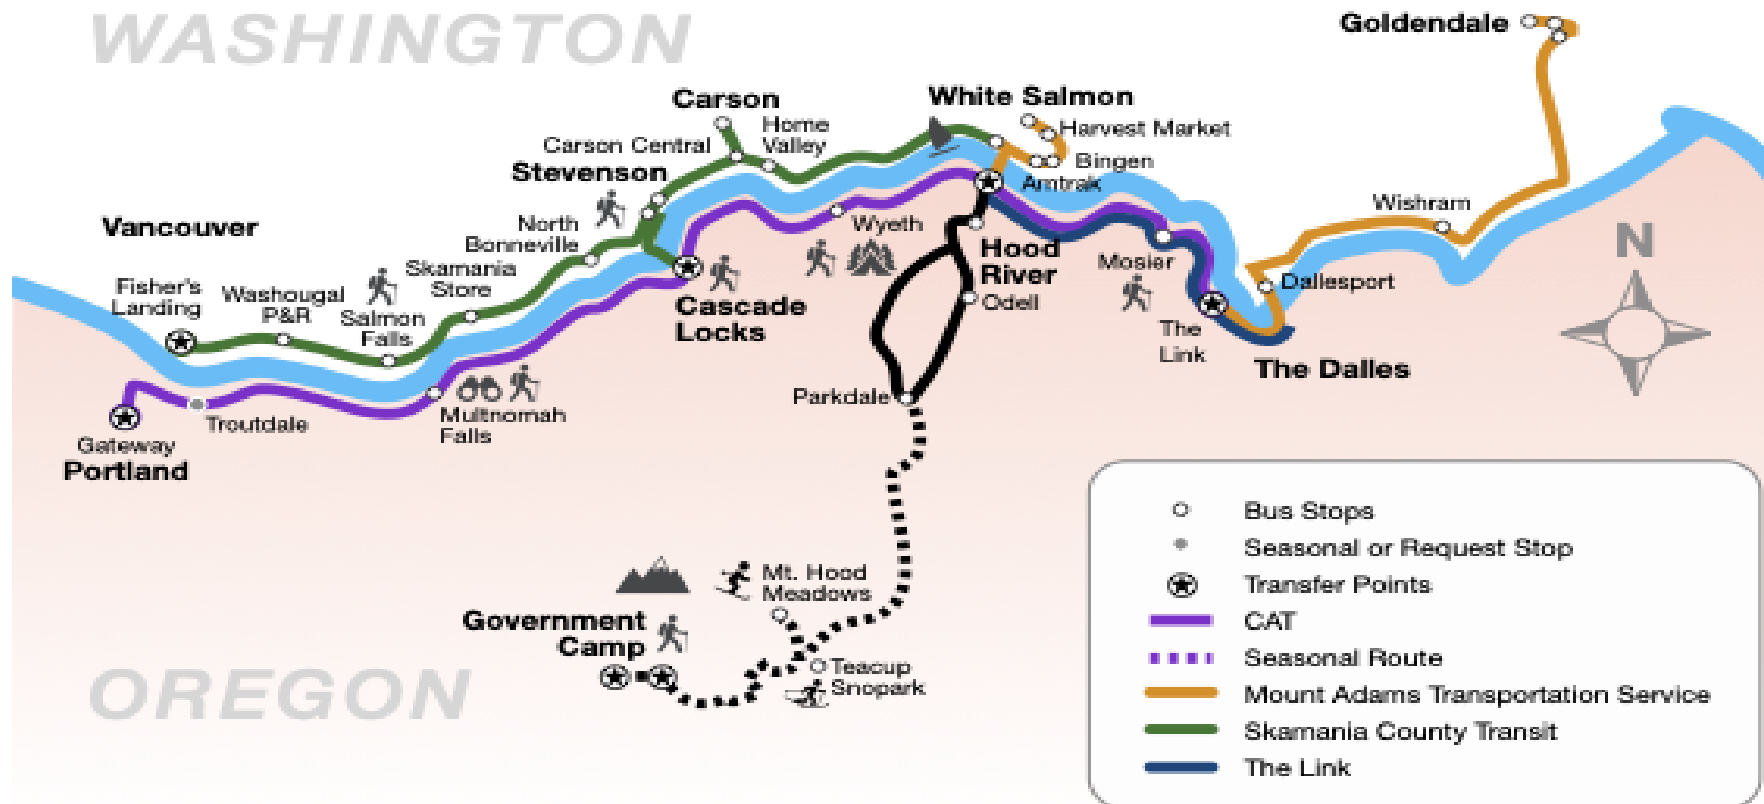 WASHINGTON
Goldendale
Carson
White Salmon
Home
Valley
Harvest Market
Carson Central
Bingen
Stevenson
Amtrak
Wishram
N
Vancouver
North
Bonneville
Wyeth
Hood
River
Mosier
Skamania
Store
Dallesport
Fisher's
Landing
Washougal
P&R
Salmon
Falls
Cascade
Locks
Odell
The
Link
The Dalles
Parkdale
Troutdale
Multnomah
Falls
Gateway
Portland
Mt. Hood
Meadows
Government
Camp
Teacup
Snopark
OREGON
Bus Stops
Seasonal or Request Stop
Transfer Points
CAT
Seasonal Route
Mount Adams Transportation Service
Skamania County Transit
The Link